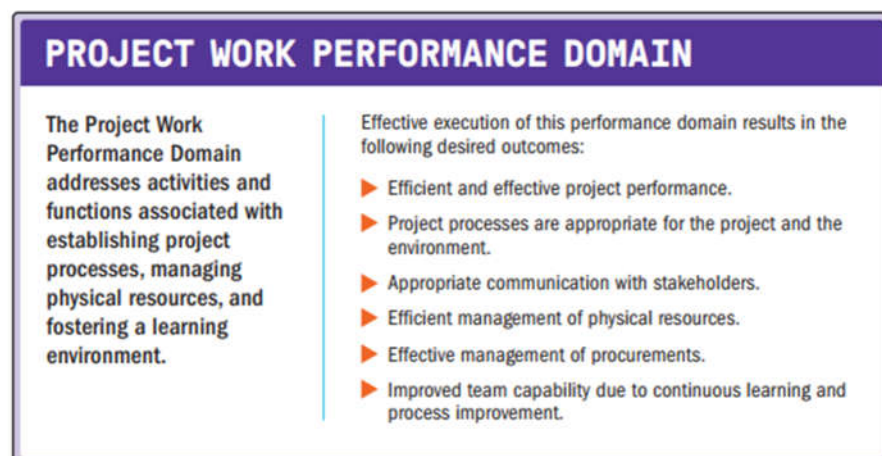 PROJECT WORK PERFORMANCE DOMAIN
The Project Work
Performance Domain
addresses activities and
functions associated with
establishing project
processes, managing
physical resources, and
fostering a learning
environment.
Effective execution of this performance domain results in the
following desired outcomes:
Efficient and effective project performance.
Project processes are appropriate for the project and the
environment.
Appropriate communication with stakeholders.
Efficient management of physical resources.
Effective management of procurements.
Improved team capability due to continuous learning and
process improvement.